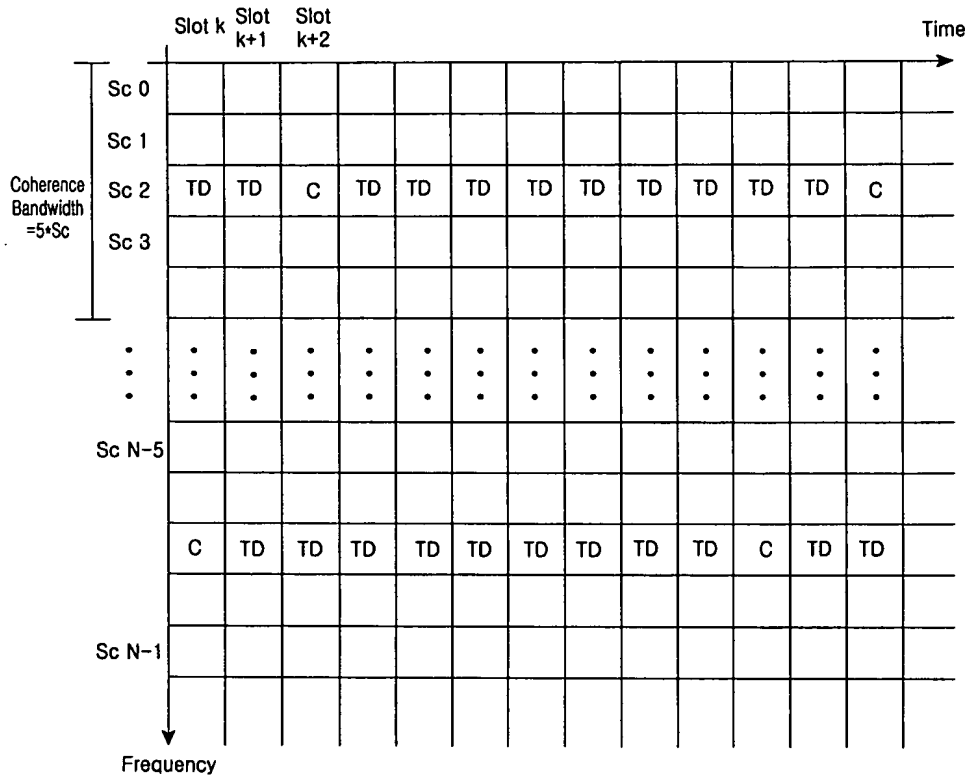 Slot k Slot k+1 Slot k+2 Time
Sc 0
Sc 1
Coherence Bandwidth =5*Sc
Sc 2 TD TD C TD TD TD TD TD TD TD TD TD C
Sc 3
Sc N-5
C TD TD TD TD TD TD TD TD TD C TD TD
Sc N-1
Frequency